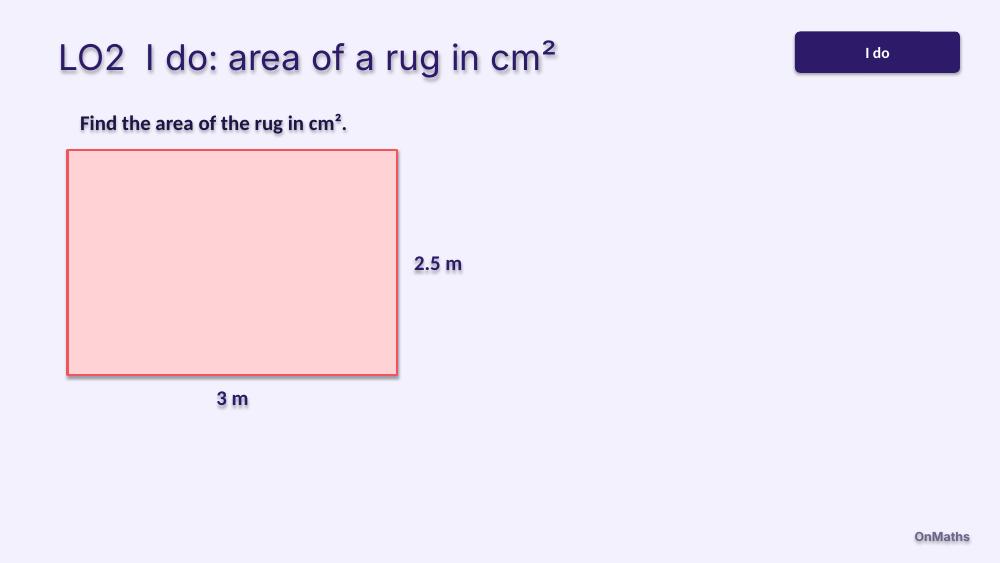 LO2  I do: area of a rug in cm²
I do
Find the area of the rug in cm².
2.5 m
3 m
OnMaths